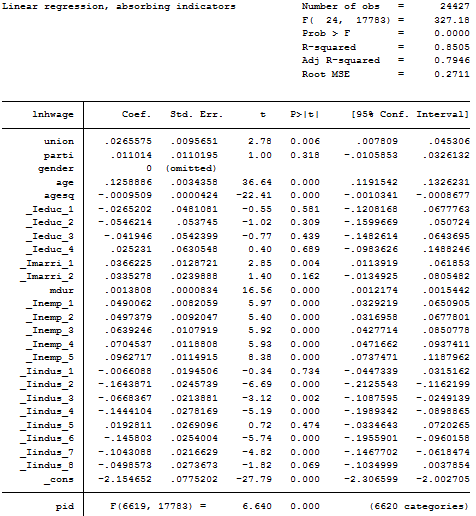 Linear regression, absorbing indicators Number of obs = 24427
F( 24, 17783) = 327.18
Prob > F = 0.0000
R-squared = 0.8505
Adj R-squared = 0.7946
Root MSE = 0.2711
lnhwage Coef. Std. Err. t P>|t| [95% Conf. Interval]
union .0265575 .0095651 2.78 0.006 .007809 .045306
parti .011014 .0110195 1.00 0.318 -.0105853 .0326132
gender 0 (omitted)
age .1258886 .0034358 36.64 0.000 .1191542 .1326231
agesq -.0009509 .0000424 -22.41 0.000 -.0010341 -.0008677
_Ieduc_1 -.0265202 .0481081 -0.55 0.581 -.1208168 .0677763
_Ieduc_2 -.0546214 .053745 -1.02 0.309 -.1599669 .050724
_Ieduc_3 -.041946 .0542399 -0.77 0.439 -.1482614 .0643695
_Ieduc_4 .025231 .0630548 0.40 0.689 -.0983626 .1488246
_Imarri_1 .0366225 .0128721 2.85 0.004 .0113919 .061853
_Imarri_2 .0335278 .0239888 1.40 0.162 -.0134925 .0805482
mdur .0013808 .0000834 16.56 0.000 .0012174 .0015442
_Inemp_1 .0490062 .0082059 5.97 0.000 .0329219 .0650905
_Inemp_2 .0497379 .0092047 5.40 0.000 .0316958 .0677801
_Inemp_3 .0639246 .0107919 5.92 0.000 .0427714 .0850778
_Inemp_4 .0704537 .0118808 5.93 0.000 .0471662 .0937411
_Inemp_5 .0962717 .0114915 8.38 0.000 .0737471 .1187962
_Iindus_1 -.0066088 .0194506 -0.34 0.734 -.0447339 .0315162
_Iindus_2 -.1643871 .0245739 -6.69 0.000 -.2125543 -.1162199
_Iindus_3 -.0668367 .0213881 -3.12 0.002 -.1087595 -.0249139
_Iindus_4 -.1444104 .0278169 -5.19 0.000 -.1989342 -.0898865
_Iindus_5 .0192811 .0269096 0.72 0.474 -.0334643 .0720265
_Iindus_6 -.145803 .0254004 -5.74 0.000 -.1955901 -.0960158
_Iindus_7 -.1043088 .0216629 -4.82 0.000 -.1467702 -.0618474
_Iindus_8 -.0498573 .0273673 -1.82 0.069 -.1034999 .0037854
_cons -2.154652 .0775202 -27.79 0.000 -2.306599 -2.002705
pid F(6619, 17783) = 6.640 0.000 (6620 categories)